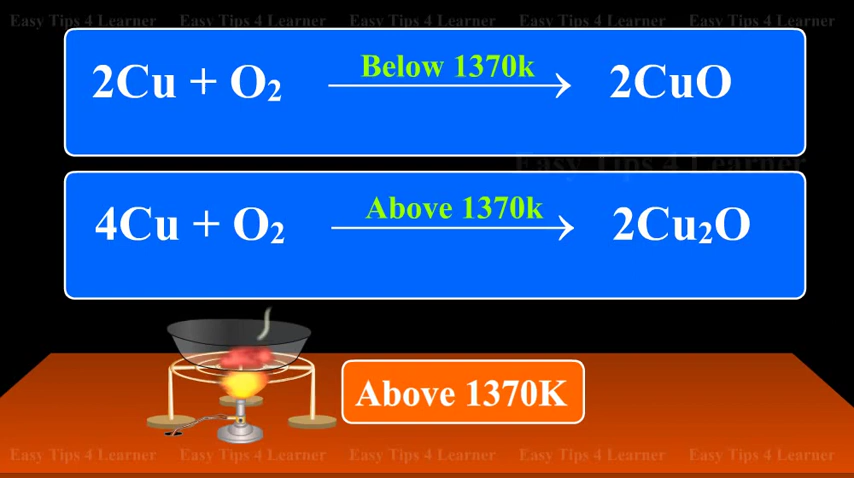 Easy Tips 4 Learner Easy Tips 4 Learner Easy Tips 4 Learner Easy Tips 4 Learner Easy Tips 4 Learner
2Cu + O₂ Below 1370k → 2CuO
Easy Tips 4 Learner
4Cu + O₂ Above 1370k → 2Cu₂O
Above 1370K
Easy Tips 4 Learner Easy Tips 4 Learner Easy Tips 4 Learner Easy Tips 4 Learner Easy Tips 4 Learner